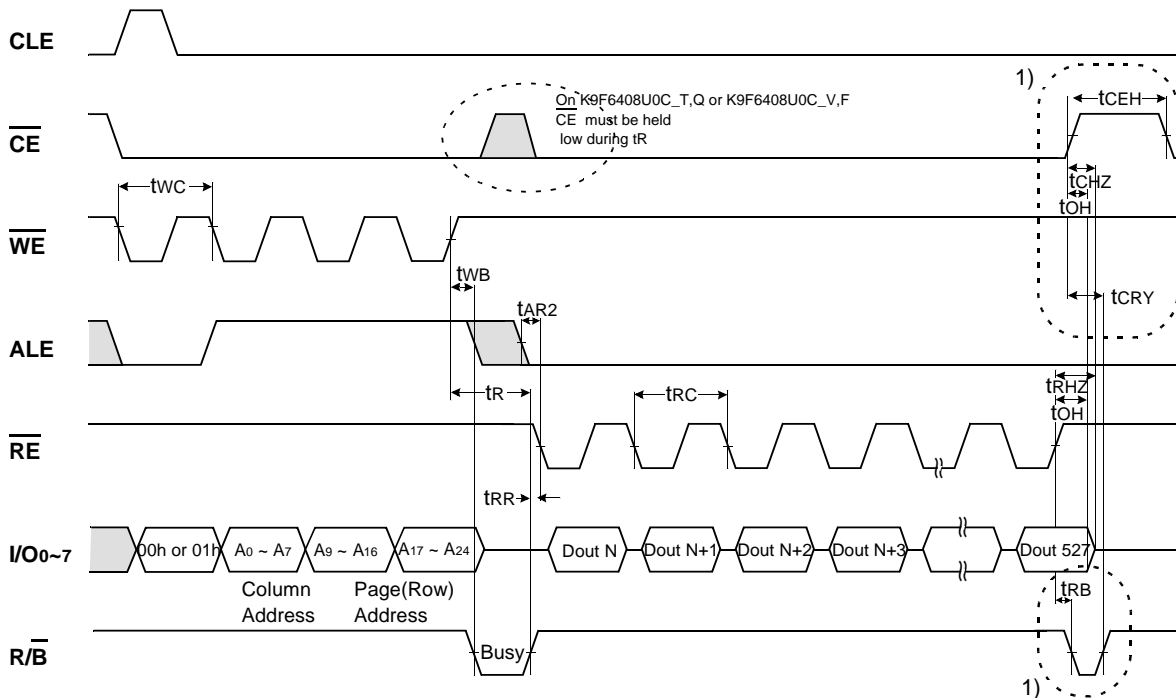 CLE
1)
tCEH
On K9F6408U0C_T,Q or K9F6408U0C_V,F
CE must be held
low during tR
CE
tCHZ
tOH
tWC
WE
tWB
tCRY
tAR2
ALE
tR
tRC
tRHZ
tOH
RE
tRR
I/O0~7
00h or 01h
A0 ~ A7
A9 ~ A16
A17 ~ A24
Dout N
Dout N+1
Dout N+2
Dout N+3
Dout 527
Column
Address
Page(Row)
Address
tRB
R/B
Busy
1)